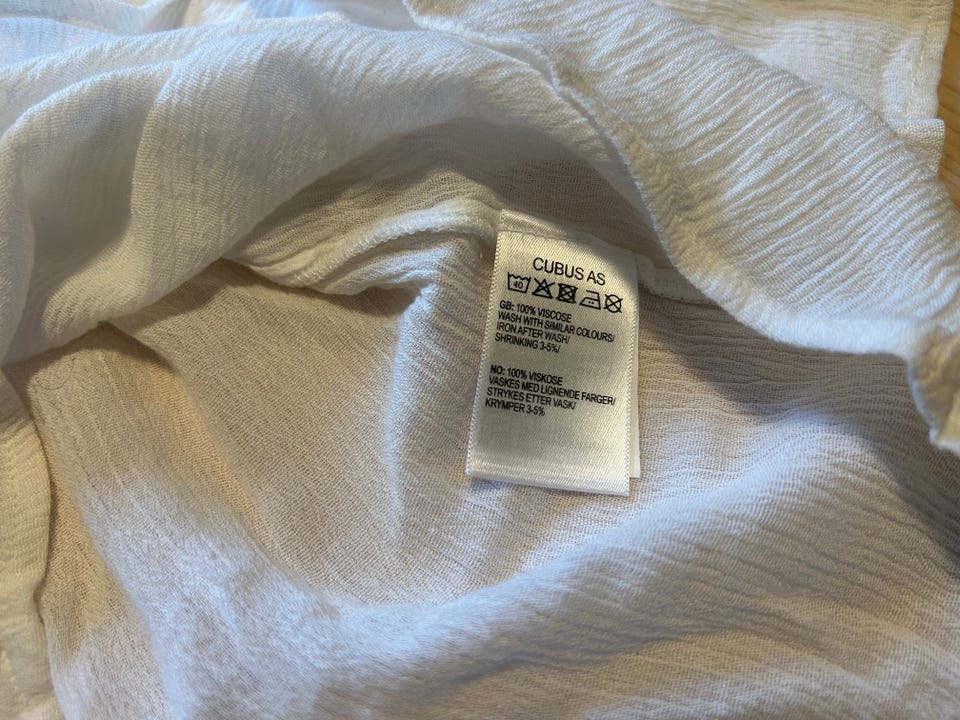 CUBUS AS
40
GB: 100% VISCOSE
WASH WITH SIMILAR COLOURS/
IRON AFTER WASH/
SHRINKING 3-5%/
NO: 100% VISKOSE
VASKES MED LIGNENDE FARGER/
STRYKES ETTER VASK/
KRYMPER 3-5%